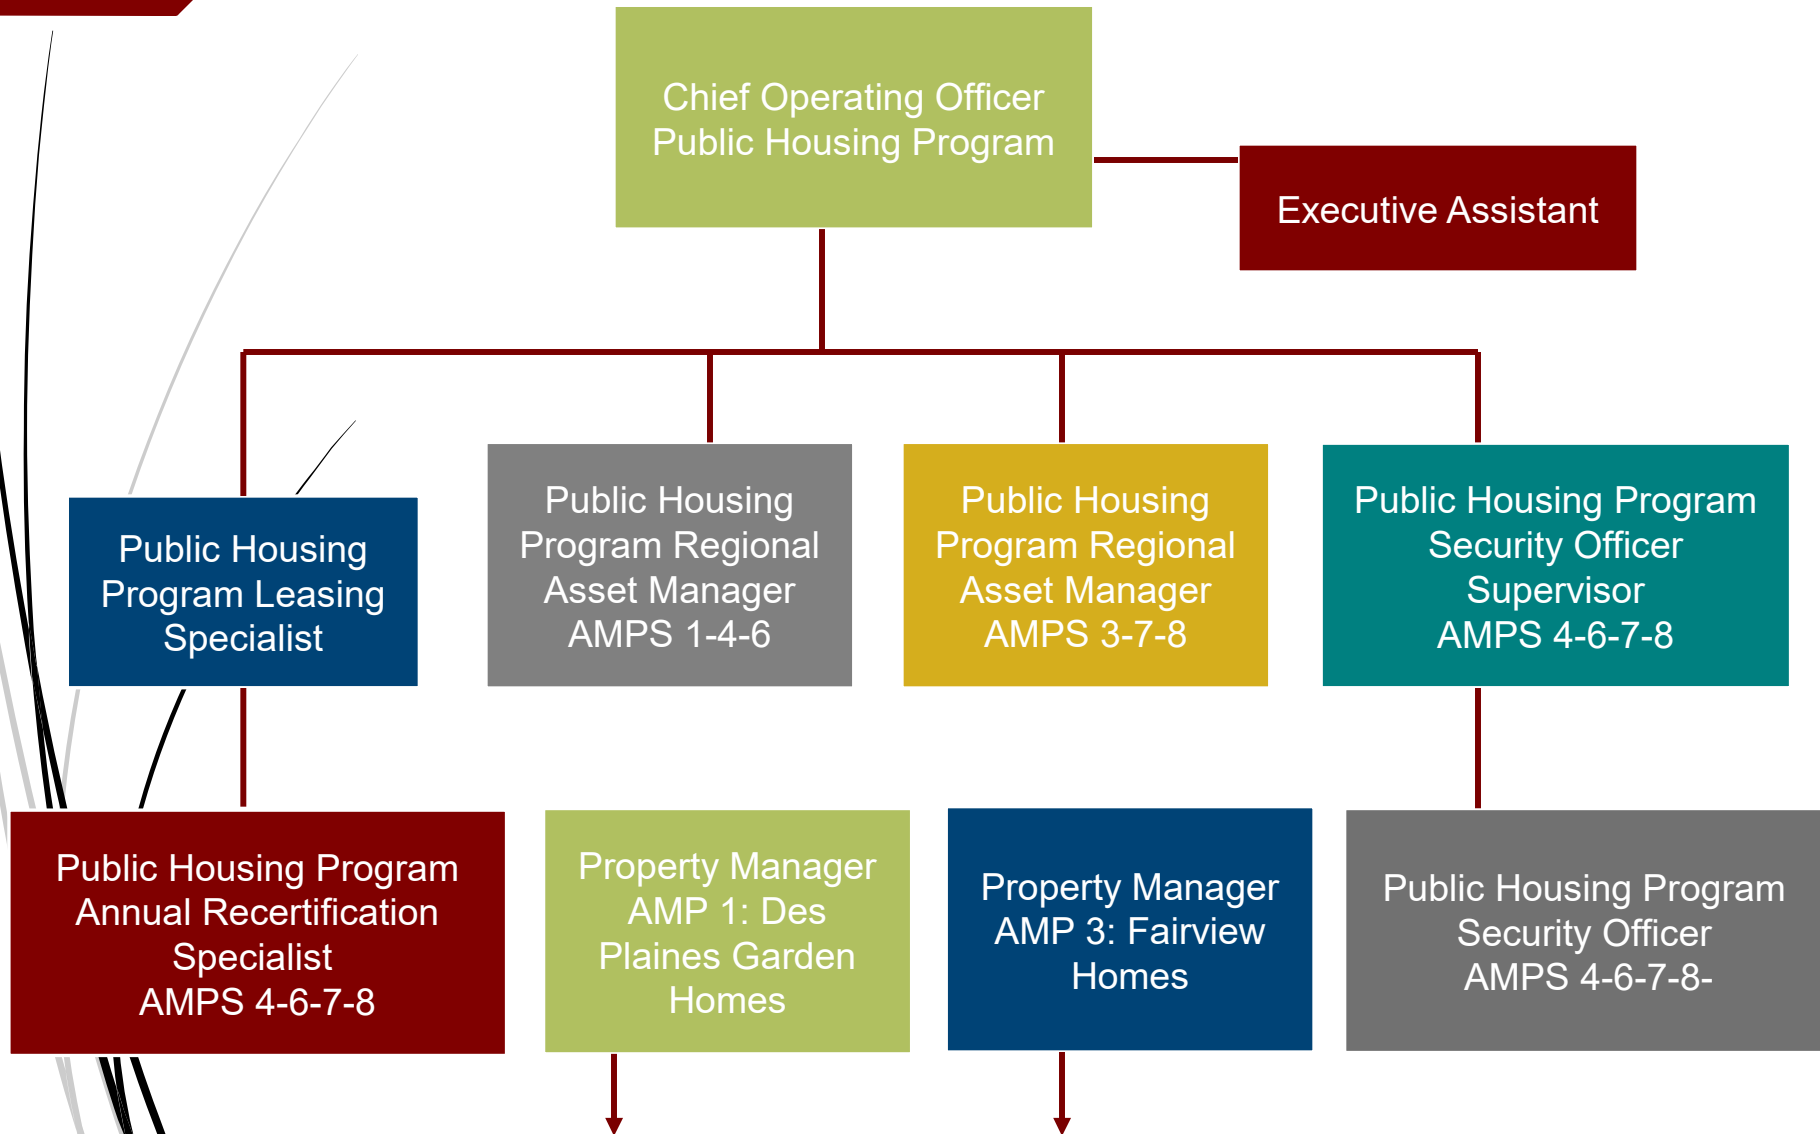 Chief Operating Officer
Public Housing Program
Executive Assistant
Public Housing
Program Leasing
Specialist
Public Housing
Program Regional
Asset Manager
AMPS 1-4-6
Public Housing
Program Regional
Asset Manager
AMPS 3-7-8
Public Housing Program
Security Officer
Supervisor
AMPS 4-6-7-8
Public Housing Program
Annual Recertification
Specialist
AMPS 4-6-7-8
Property Manager
AMP 1: Des
Plaines Garden
Homes
Property Manager
AMP 3: Fairview
Homes
Public Housing Program
Security Officer
AMPS 4-6-7-8-